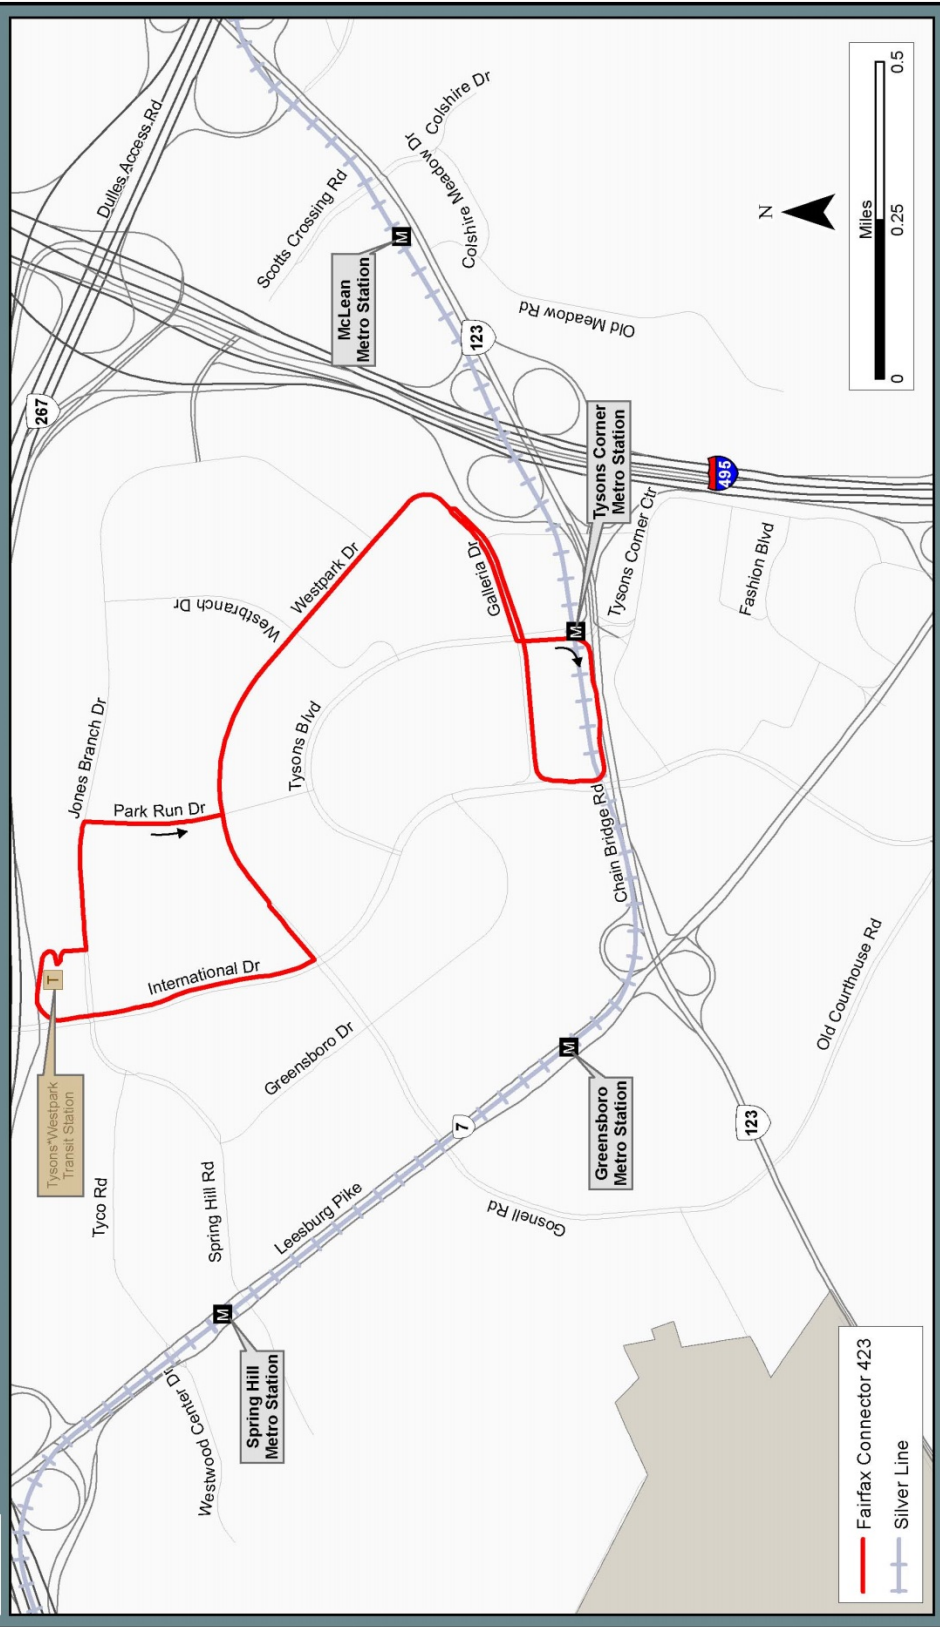 Dulles Access Rd
267
Scotts Crossing Rd
Colshire Dr
Colshire Meadow Dr
McLean
Metro Station
123
Old Meadow Rd
N
Miles
0
0.25
0.5
Jones Branch Dr
Westbranch Dr
Westpark Dr
Park Run Dr
Tysons Blvd
Galleria Dr
Tysons Corner
Metro Station
Tysons Corner Ctr
495
Fashion Blvd
T
Tysons*Westpark
Transit Station
International Dr
Greensboro Dr
Chain Bridge Rd
Tyco Rd
Spring Hill Rd
Leesburg Pike
7
Gosnell Rd
Greensboro
Metro Station
123
Old Courthouse Rd
Westwood Center Dr
Spring Hill
Metro Station
M
M
M
M
Fairfax Connector 423
Silver Line